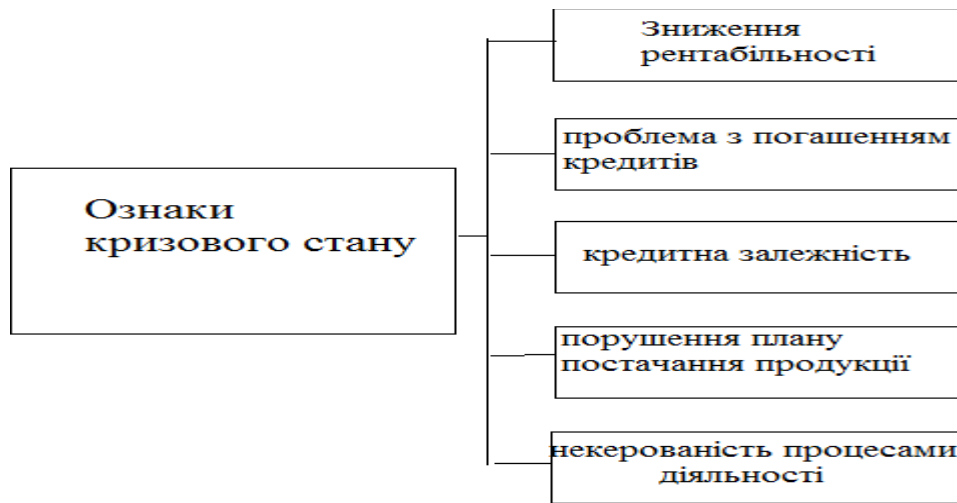 Ознаки
кризового стану
Зниження
рентабільності
проблема з погашенням
кредитів
кредитна залежність
порушення плану
постачання продукції
некерованість процесами
діяльності